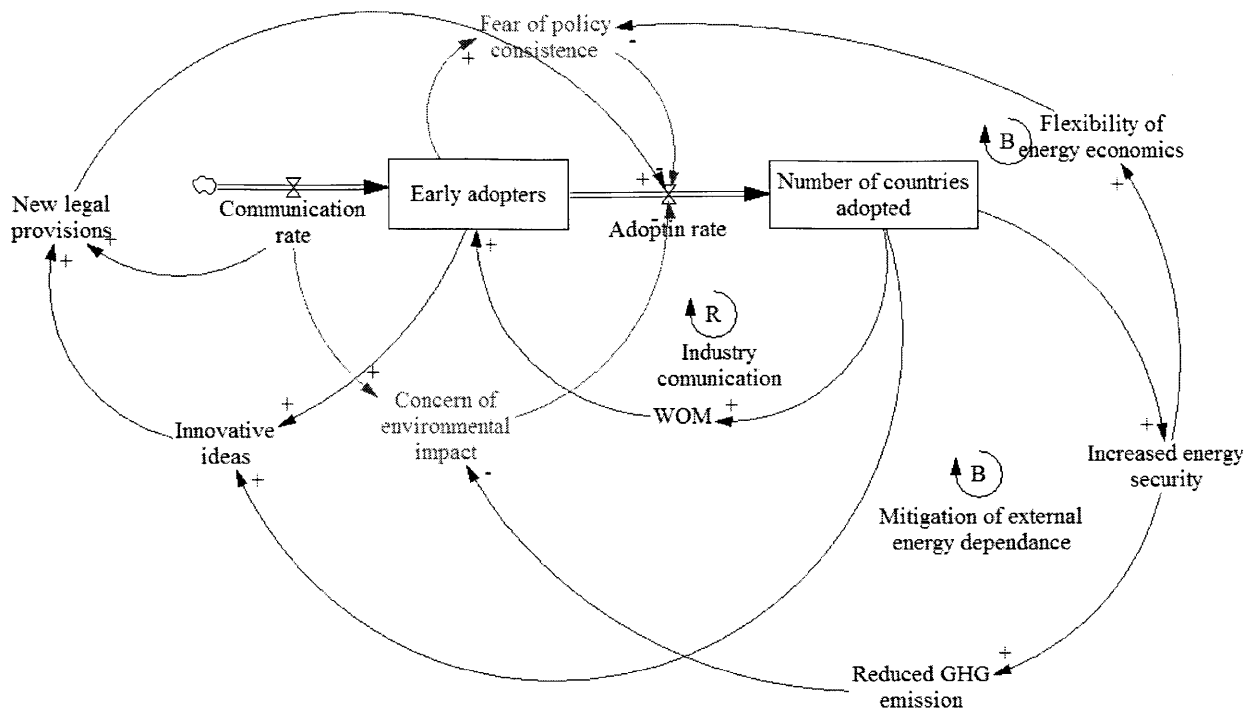 Fear of policy
consistence
+
-
-
Flexibility of
energy economics
B
+
New legal
provisions
+
+
Communication
rate
Early adopters
+
+
-
-
Adoptin rate
Number of countries
adopted
R
Industry
comunication
WOM
+
+
+
Concern of
environmental
impact
-
Innovative
ideas
+
+
Increased energy
security
B
Mitigation of external
energy dependance
+
Reduced GHG
emission